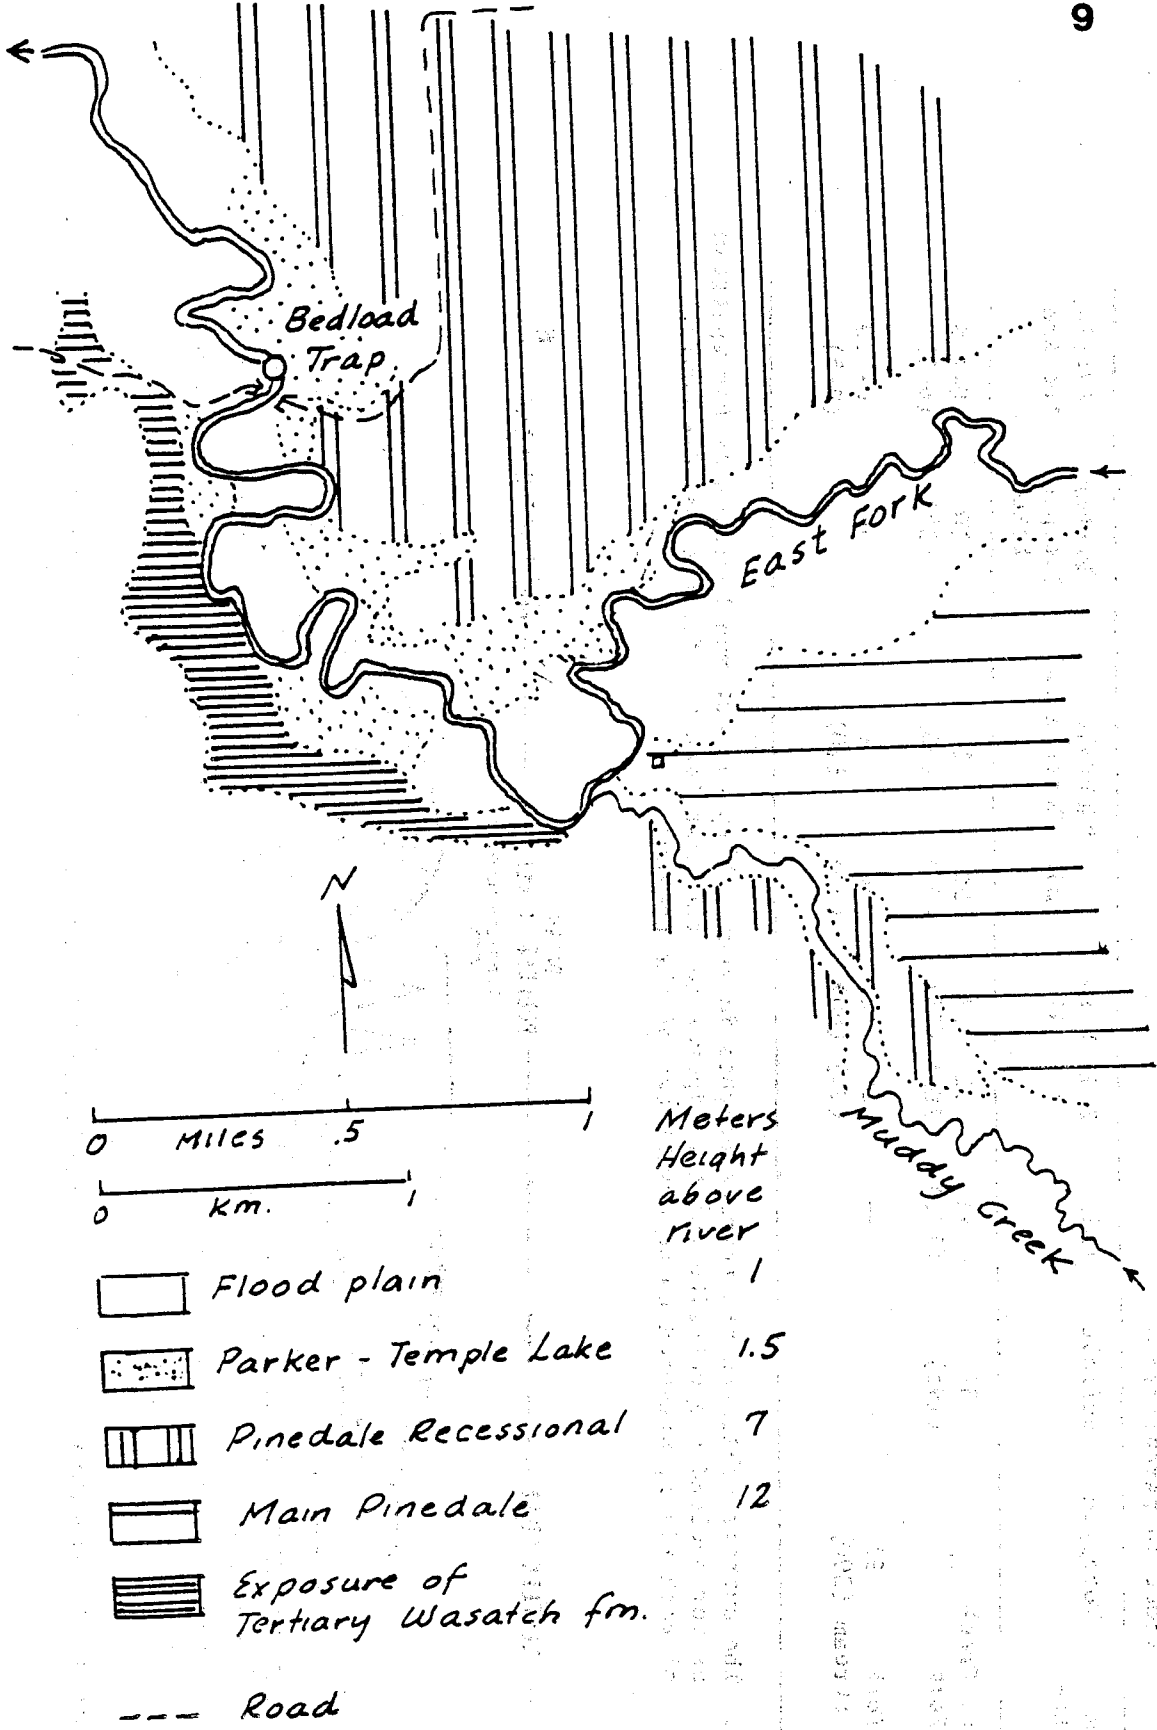 9
Bedload
Trap
East Fork
N
0 Miles .5 1
0 Km. 1
Muddy Creek
Meters
Height
above
river
Flood plain 1
Parker - Temple Lake 1.5
Pinedale Recessional 7
Main Pinedale 12
Exposure of
Tertiary Wasatch fm.
Road